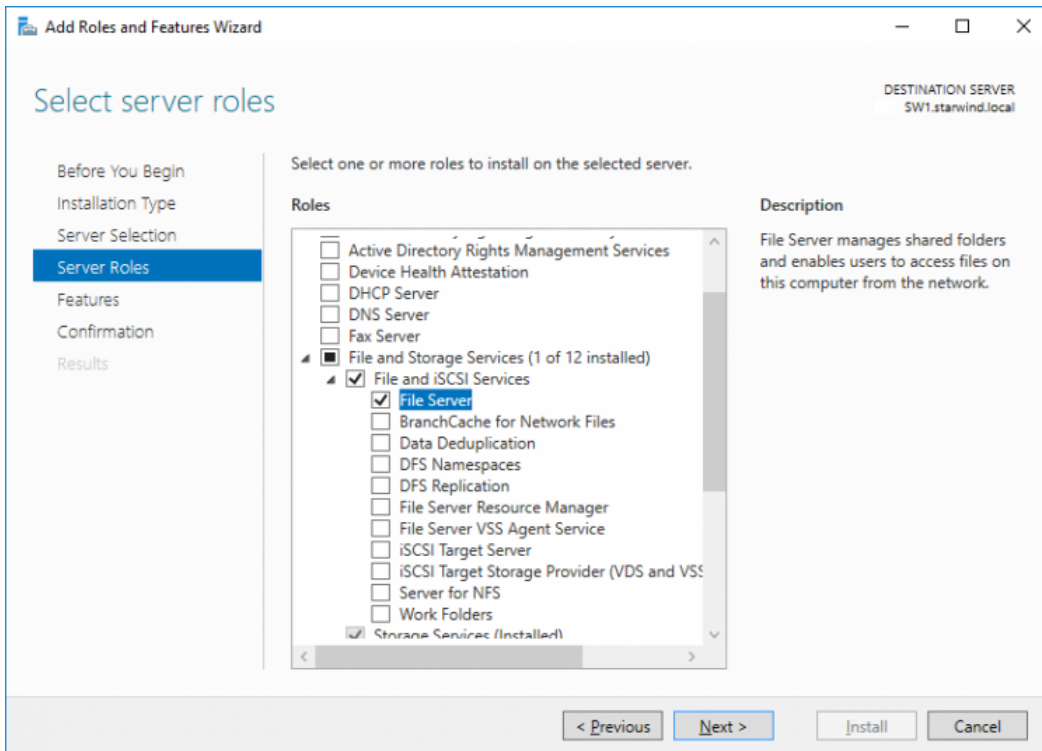 Add Roles and Features Wizard
Select server roles
DESTINATION SERVER
SW1.starwind.local
Before You Begin
Installation Type
Server Selection
Server Roles
Features
Confirmation
Results
Select one or more roles to install on the selected server.
Roles
Active Directory Rights Management Services
Device Health Attestation
DHCP Server
DNS Server
Fax Server
File and Storage Services (1 of 12 installed)
File and iSCSI Services
File Server
BranchCache for Network Files
Data Deduplication
DFS Namespaces
DFS Replication
File Server Resource Manager
File Server VSS Agent Service
iSCSI Target Server
iSCSI Target Storage Provider (VDS and VSS
Server for NFS
Work Folders
Storage Services (Installed)
Description
File Server manages shared folders
and enables users to access files on
this computer from the network.
< Previous
Next >
Install
Cancel